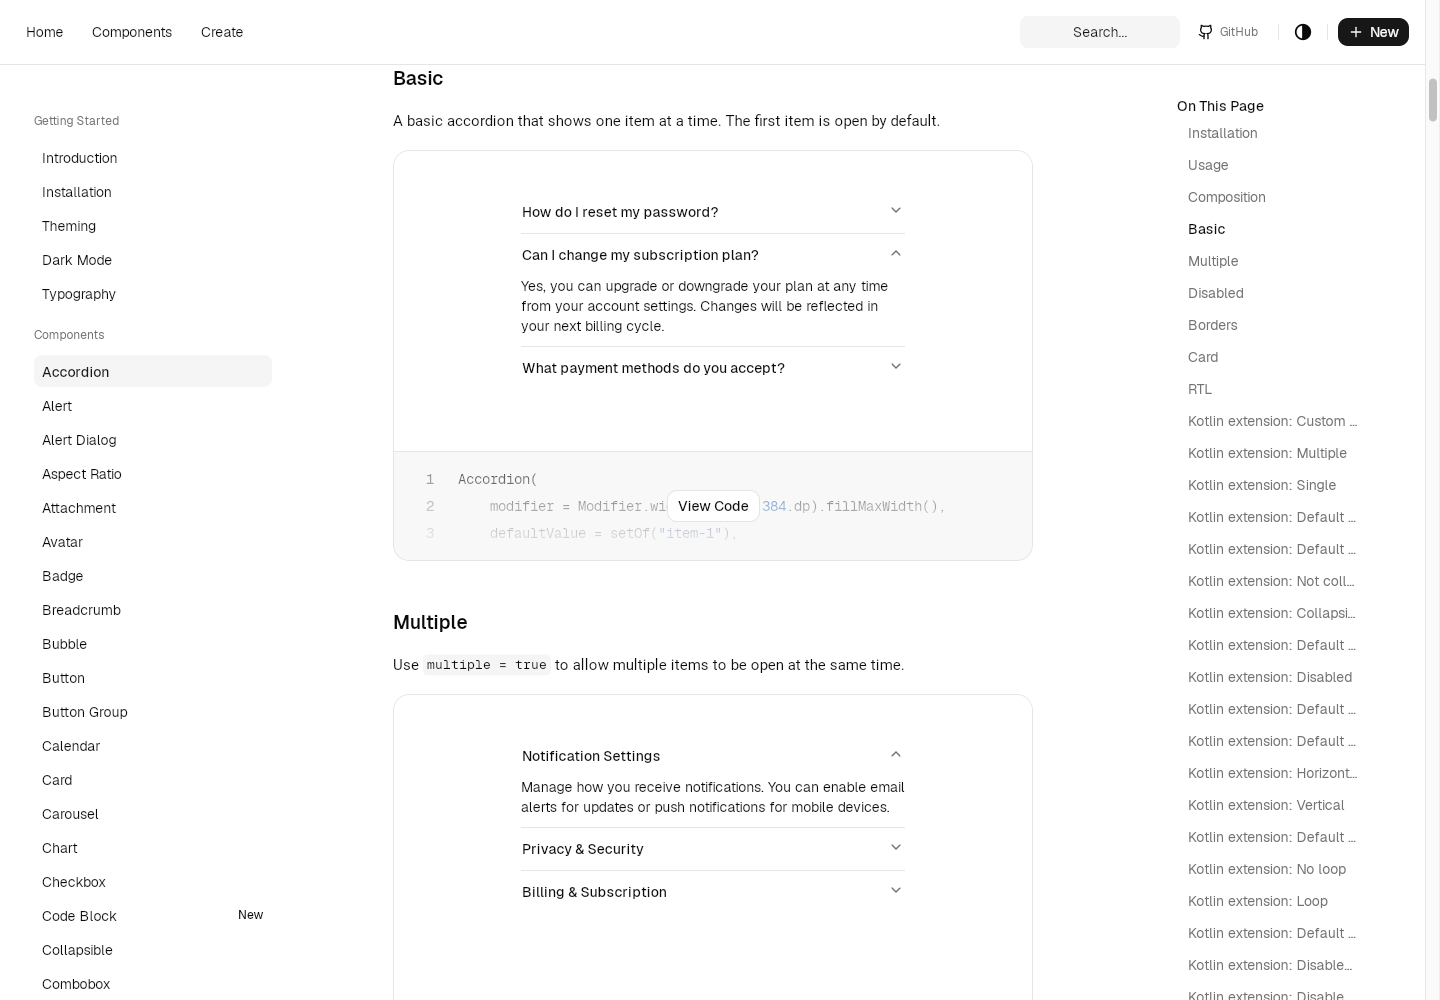 Home Components Create Search... GitHub New
Getting Started
Introduction
Installation
Theming
Dark Mode
Typography
Components
Accordion
Alert
Alert Dialog
Aspect Ratio
Attachment
Avatar
Badge
Breadcrumb
Bubble
Button
Button Group
Calendar
Card
Carousel
Chart
Checkbox
Code Block New
Collapsible
Combobox
Basic
A basic accordion that shows one item at a time. The first item is open by default.
How do I reset my password?
Can I change my subscription plan?
Yes, you can upgrade or downgrade your plan at any time
from your account settings. Changes will be reflected in
your next billing cycle.
What payment methods do you accept?
1 Accordion(
2 modifier = Modifier.wi View Code 384.dp).fillMaxWidth(),
3 defaultValue = setOf("item-1"),
Multiple
Use multiple = true to allow multiple items to be open at the same time.
Notification Settings
Manage how you receive notifications. You can enable email
alerts for updates or push notifications for mobile devices.
Privacy & Security
Billing & Subscription
On This Page
Installation
Usage
Composition
Basic
Multiple
Disabled
Borders
Card
RTL
Kotlin extension: Custom ...
Kotlin extension: Multiple
Kotlin extension: Single
Kotlin extension: Default ...
Kotlin extension: Default ...
Kotlin extension: Not coll...
Kotlin extension: Collapsi...
Kotlin extension: Default ...
Kotlin extension: Disabled
Kotlin extension: Default ...
Kotlin extension: Default ...
Kotlin extension: Horizont...
Kotlin extension: Vertical
Kotlin extension: Default ...
Kotlin extension: No loop
Kotlin extension: Loop
Kotlin extension: Default ...
Kotlin extension: Disable...
Kotlin extension: Disable...